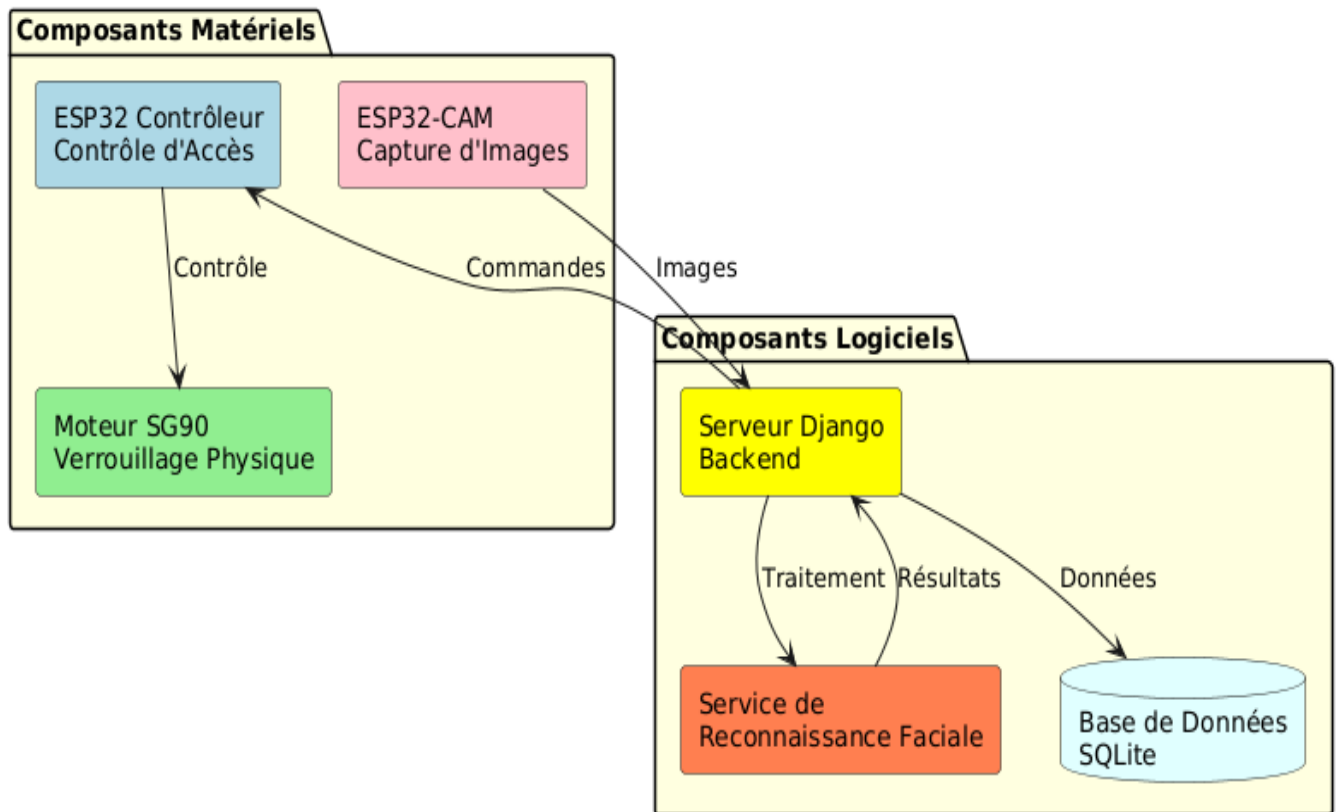 Composants Matériels
ESP32 Contrôleur
Contrôle d'Accès
ESP32-CAM
Capture d'Images
Contrôle
Commandes
Images
Moteur SG90
Verrouillage Physique
Composants Logiciels
Serveur Django
Backend
Traitement
Résultats
Données
Service de
Reconnaissance Faciale
Base de Données
SQLite